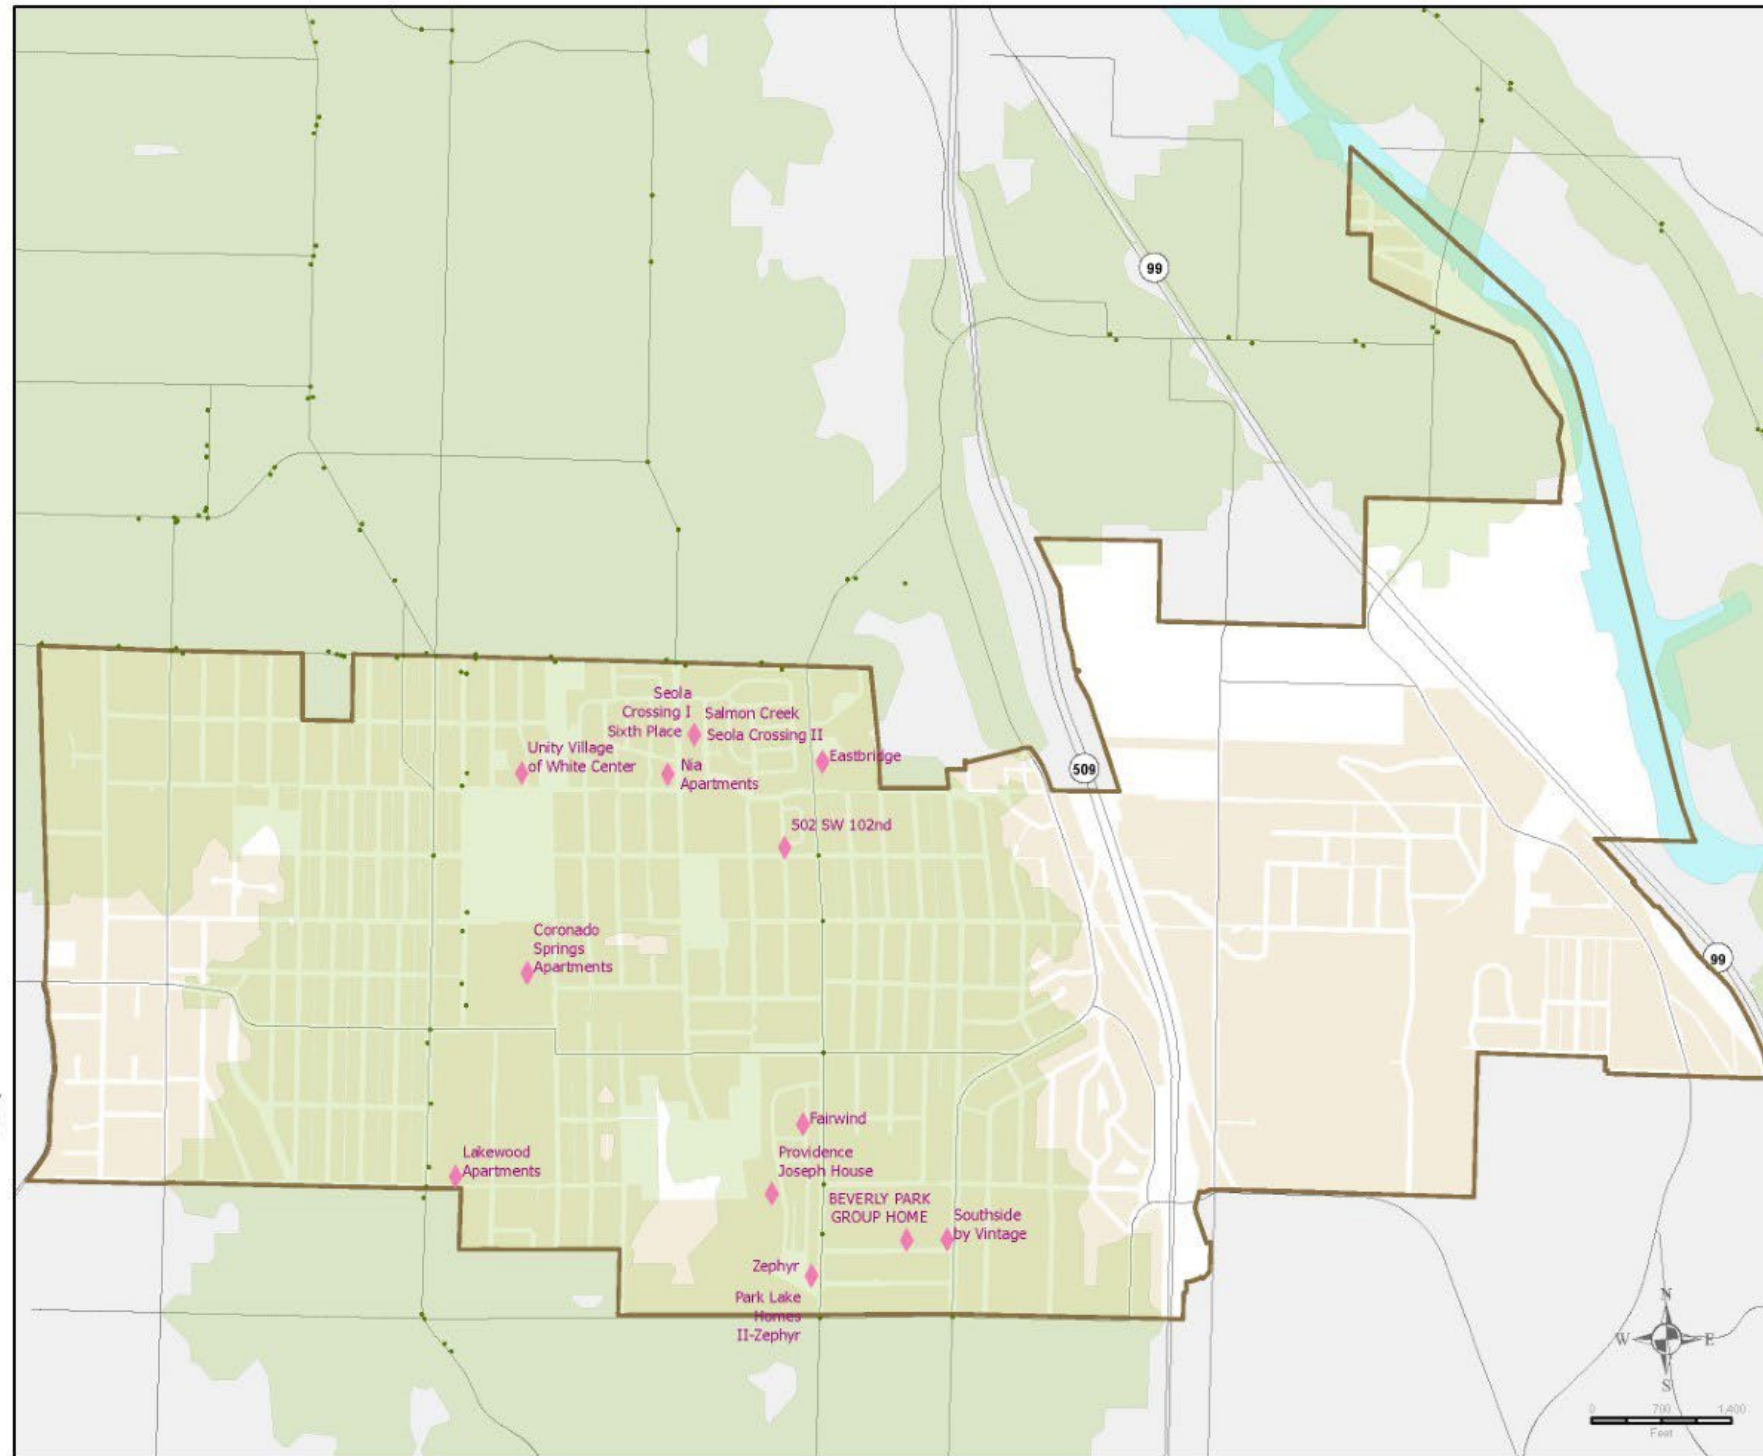 99
Seola
Crossing I
Salmon Creek
Sixth Place
Seola Crossing II
Unity Village
of White Center
Nia
Apartments
Eastbridge
509
502 SW 102nd
Coronado
Springs
Apartments
99
Fairwind
Lakewood
Apartments
Providence
Joseph House
BEVERLY PARK
GROUP HOME
Southside
by Vintage
Zephyr
Park Lake
Homes
II-Zephyr
N
W E
S
0 700 1,400
Feet